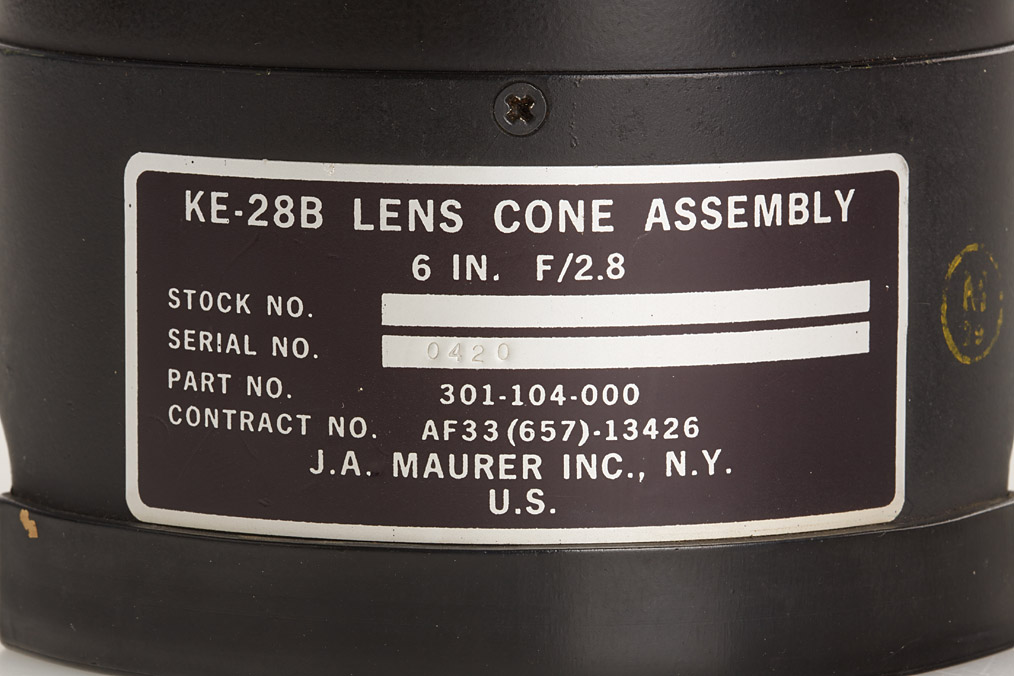 KE-28B LENS CONE ASSEMBLY
6 IN. F/2.8
STOCK NO.
SERIAL NO. 0420
PART NO. 301-104-000
CONTRACT NO. AF33(657)-13426
J.A. MAURER INC., N.Y.
U.S.